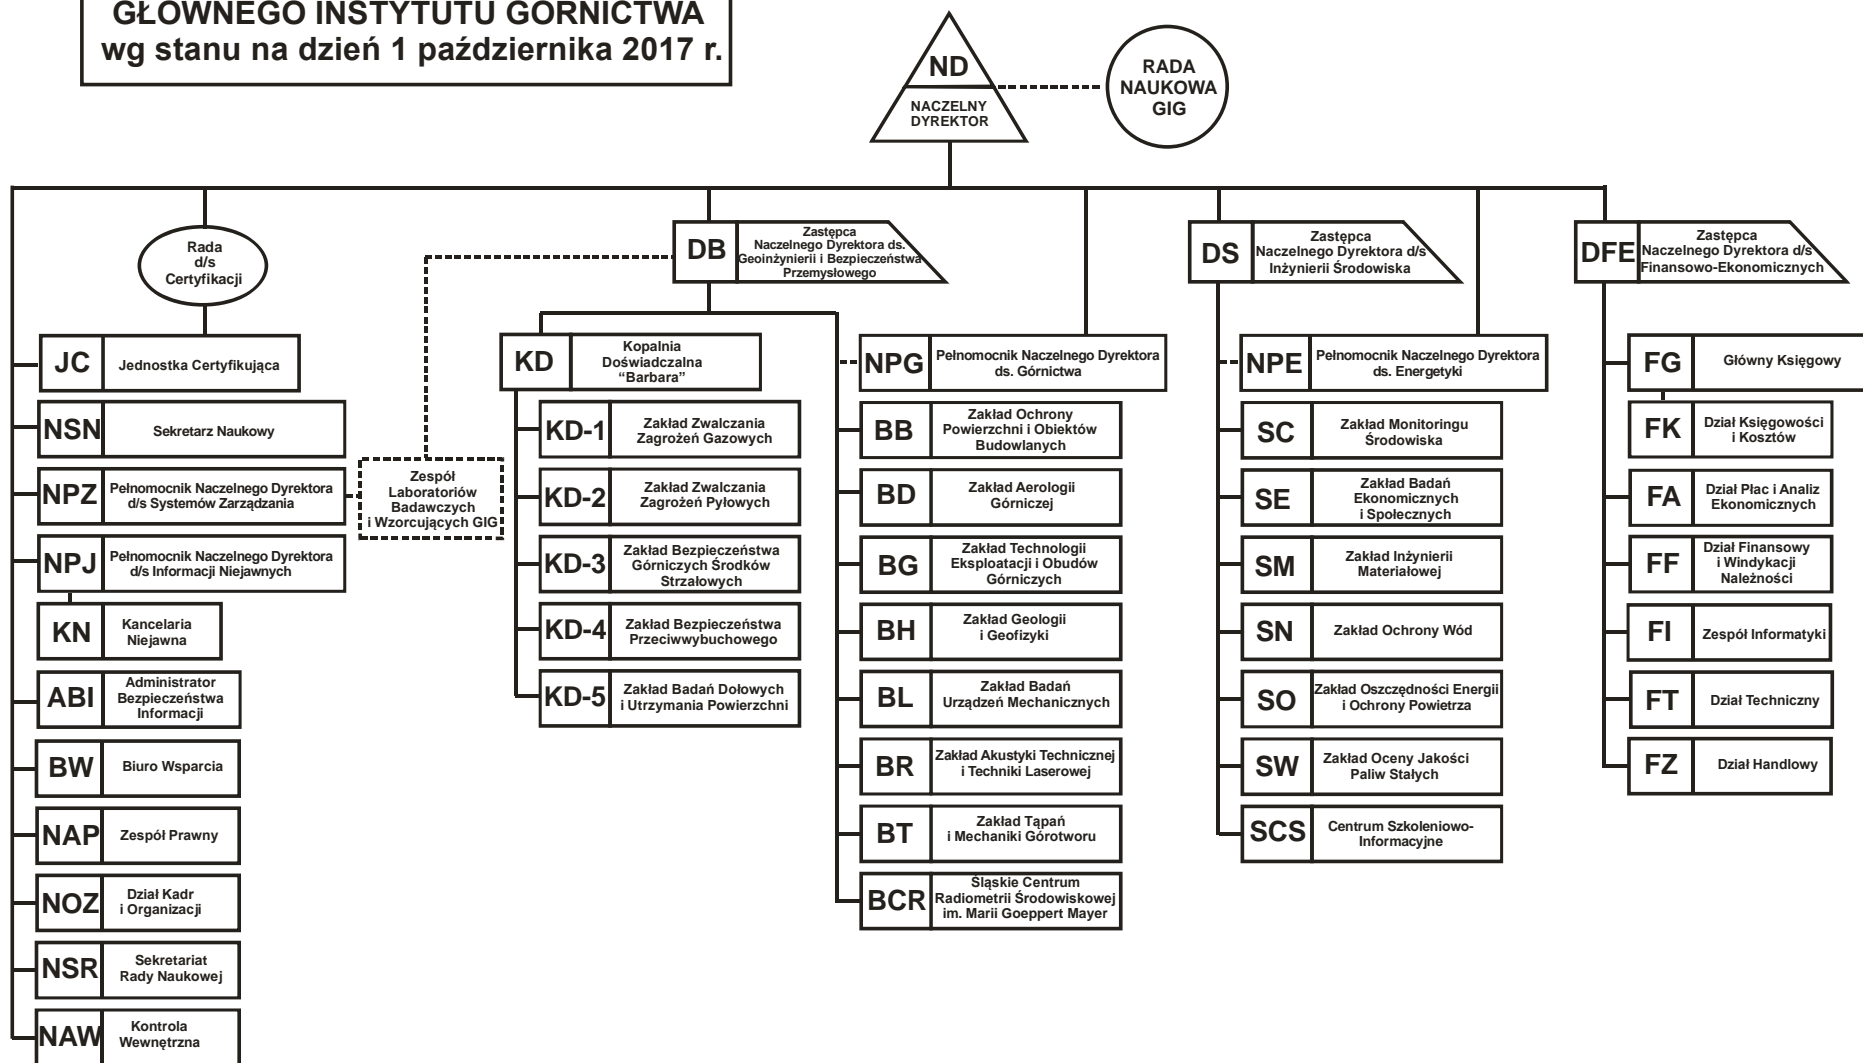 GŁÓWNEGO INSTYTUTU GÓRNICTWA
wg stanu na dzień 1 października 2017 r.
ND
NACZELNY
DYREKTOR
RADA
NAUKOWA
GIG
Rada
d/s
Certyfikacji
DB
Zastępca
Naczelnego Dyrektora ds.
Geoinżynierii i Bezpieczeństwa
Przemysłowego
DS
Zastępca
Naczelnego Dyrektora d/s
Inżynierii Środowiska
DFE
Zastępca
Naczelnego Dyrektora d/s
Finansowo-Ekonomicznych
JC
Jednostka Certyfikująca
NSN
Sekretarz Naukowy
NPZ
Pełnomocnik Naczelnego Dyrektora
d/s Systemów Zarządzania
NPJ
Pełnomocnik Naczelnego Dyrektora
d/s Informacji Niejawnych
KN
Kancelaria
Niejawna
ABI
Administrator
Bezpieczeństwa
Informacji
BW
Biuro Wsparcia
NAP
Zespół Prawny
NOZ
Dział Kadr
i Organizacji
NSR
Sekretariat
Rady Naukowej
NAW
Kontrola
Wewnętrzna
Zespół
Laboratoriów
Badawczych
i Wzorcujących GIG
KD
Kopalnia
Doświadczalna
“Barbara”
KD-1
Zakład Zwalczania
Zagrożeń Gazowych
KD-2
Zakład Zwalczania
Zagrożeń Pyłowych
KD-3
Zakład Bezpieczeństwa
Górniczych Środków
Strzałowych
KD-4
Zakład Bezpieczeństwa
Przeciwwybuchowego
KD-5
Zakład Badań Dołowych
i Utrzymania Powierzchni
NPG
Pełnomocnik Naczelnego Dyrektora
ds. Górnictwa
BB
Zakład Ochrony
Powierzchni i Obiektów
Budowlanych
BD
Zakład Aerologii
Górniczej
BG
Zakład Technologii
Eksploatacji i Obudów
Górniczych
BH
Zakład Geologii
i Geofizyki
BL
Zakład Badań
Urządzeń Mechanicznych
BR
Zakład Akustyki Technicznej
i Techniki Laserowej
BT
Zakład Tąpań
i Mechaniki Górotworu
BCR
Śląskie Centrum
Radiometrii Środowiskowej
im. Marii Goeppert Mayer
NPE
Pełnomocnik Naczelnego Dyrektora
ds. Energetyki
SC
Zakład Monitoringu
Środowiska
SE
Zakład Badań
Ekonomicznych
i Społecznych
SM
Zakład Inżynierii
Materiałowej
SN
Zakład Ochrony Wód
SO
Zakład Oszczędności Energii
i Ochrony Powietrza
SW
Zakład Oceny Jakości
Paliw Stałych
SCS
Centrum Szkoleniowo-
Informacyjne
FG
Główny Księgowy
FK
Dział Księgowości
i Kosztów
FA
Dział Płac i Analiz
Ekonomicznych
FF
Dział Finansowy
i Windykacji
Należności
FI
Zespół Informatyki
FT
Dział Techniczny
FZ
Dział Handlowy